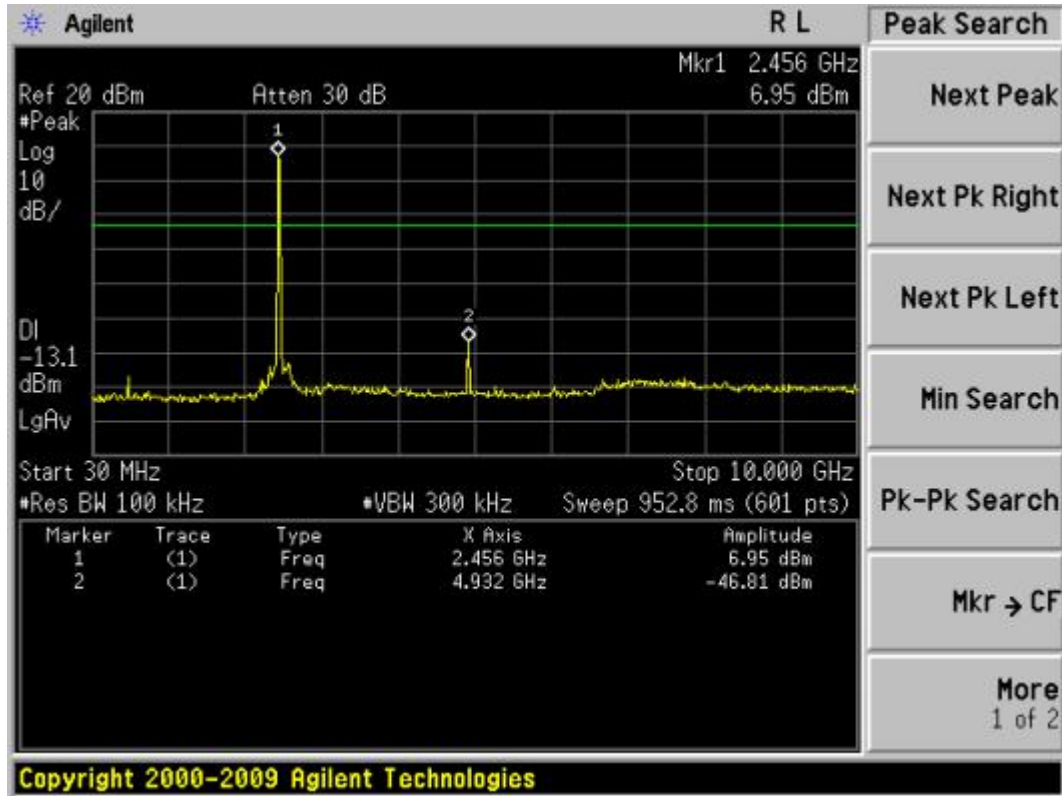 Agilent
R L
Peak Search
Mkr1 2.456 GHz
Ref 20 dBm Atten 30 dB 6.95 dBm
#Peak
Log
10
dB/
1
2
DI
-13.1
dBm
LgAv
Start 30 MHz Stop 10.000 GHz
#Res BW 100 kHz #VBW 300 kHz Sweep 952.8 ms (601 pts)
Marker Trace Type X Axis Amplitude
1 (1) Freq 2.456 GHz 6.95 dBm
2 (1) Freq 4.932 GHz -46.81 dBm
Next Peak
Next Pk Right
Next Pk Left
Min Search
Pk-Pk Search
Mkr → CF
More
1 of 2
Copyright 2000-2009 Agilent Technologies